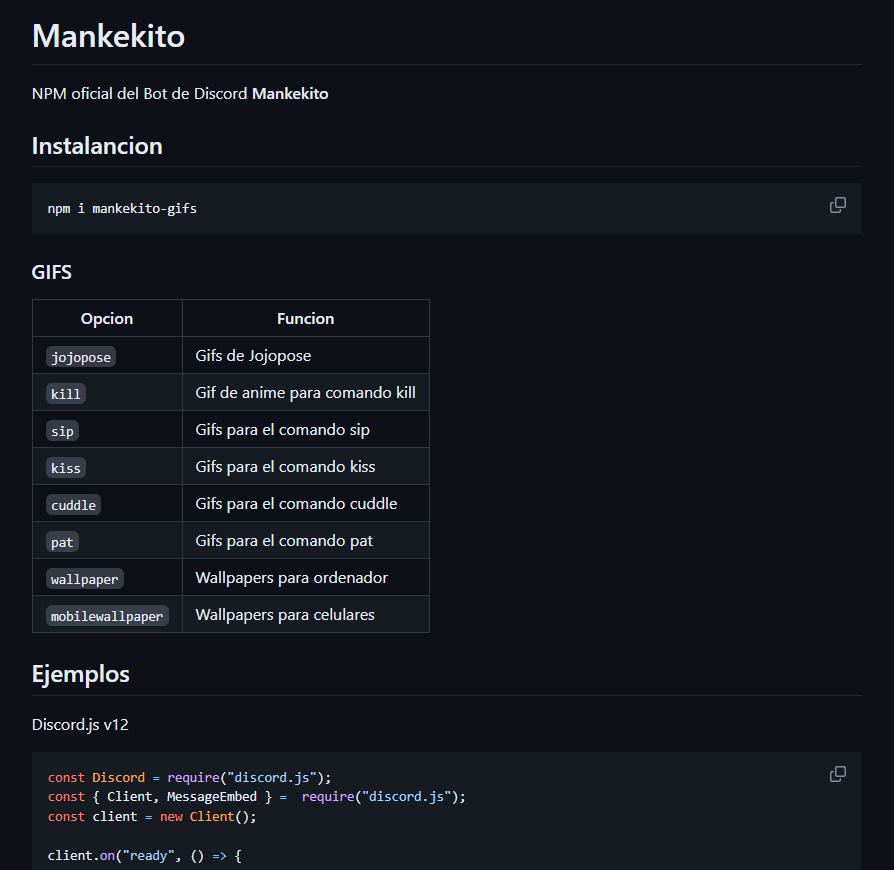 Mankekito
NPM oficial del Bot de Discord Mankekito
Instalancion
npm i mankekito-gifs
GIFS
Opcion Funcion
jojopose Gifs de Jojopose
kill Gif de anime para comando kill
sip Gifs para el comando sip
kiss Gifs para el comando kiss
cuddle Gifs para el comando cuddle
pat Gifs para el comando pat
wallpaper Wallpapers para ordenador
mobilewallpaper Wallpapers para celulares
Ejemplos
Discord.js v12
const Discord = require("discord.js");
const { Client, MessageEmbed } =  require("discord.js");
const client = new Client();
client.on("ready", () => {